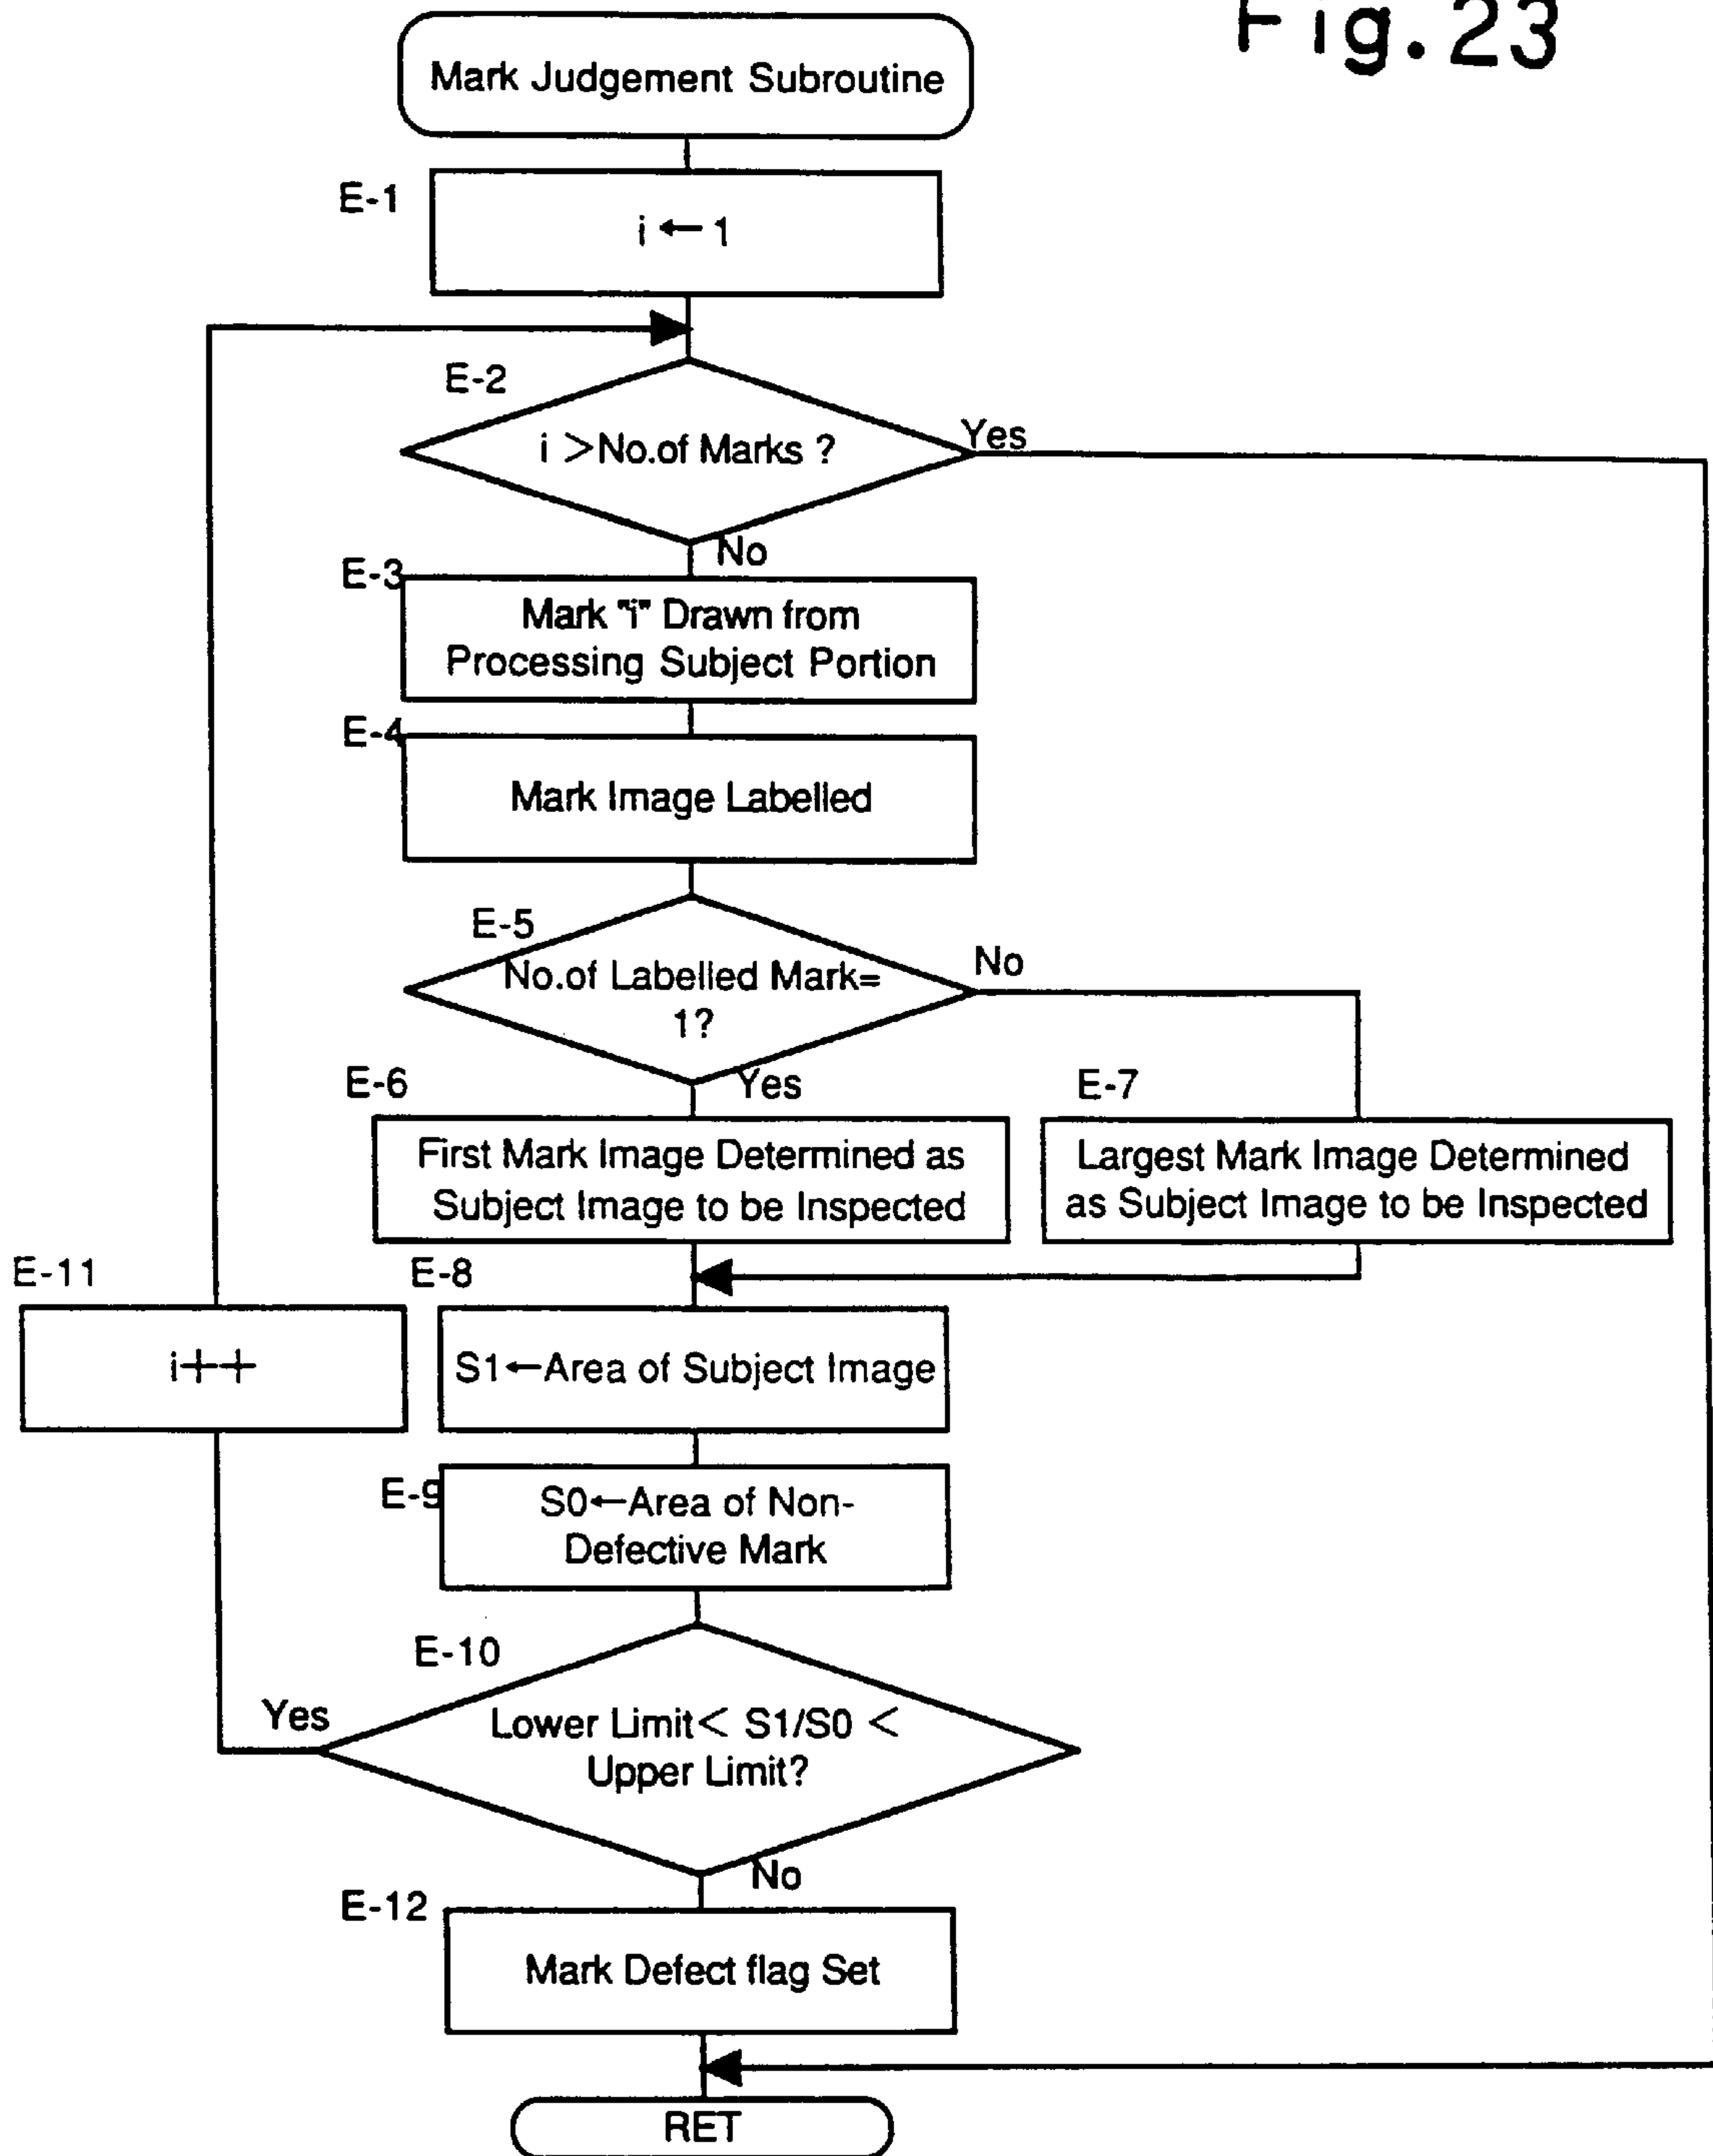 Fig.23
Mark Judgement Subroutine
E-1
i ← 1
E-2
i >No.of Marks ?
Yes
No
E-3
Mark "i" Drawn from
Processing Subject Portion
E-4
Mark Image Labelled
E-5
No.of Labelled Mark=
1?
No
Yes
E-6
First Mark Image Determined as
Subject Image to be Inspected
E-7
Largest Mark Image Determined
as Subject Image to be Inspected
E-11
i++
E-8
S1←Area of Subject Image
E-9
S0←Area of Non-
Defective Mark
E-10
Yes
Lower Limit< S1/S0 <
Upper Limit?
No
E-12
Mark Defect flag Set
RET